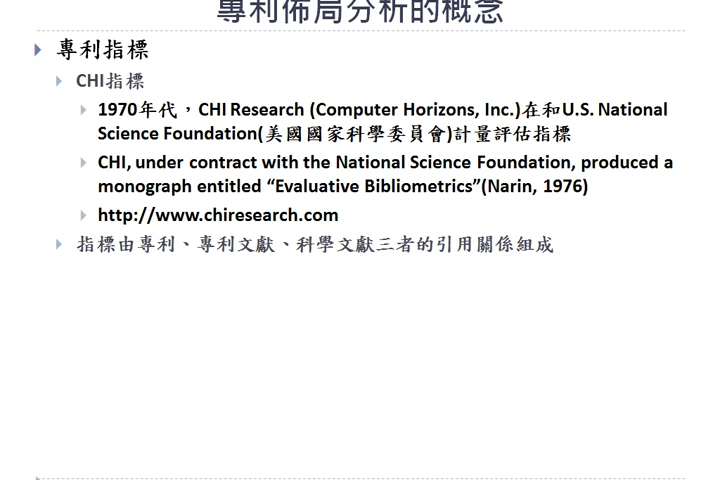 專利佈局分析的概念
專利指標
CHI指標
1970年代，CHI Research (Computer Horizons, Inc.)在和U.S. National
Science Foundation(美國國家科學委員會)計量評估指標
CHI, under contract with the National Science Foundation, produced a
monograph entitled “Evaluative Bibliometrics”(Narin, 1976)
http://www.chiresearch.com
指標由專利、專利文獻、科學文獻三者的引用關係組成